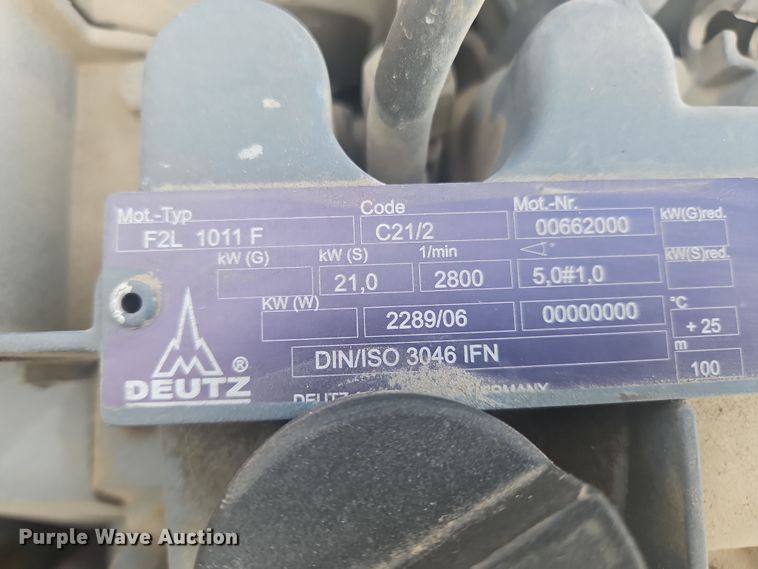 Mot.-Typ Code Mot.-Nr.
F2L 1011 F C21/2 00662000 kW(G)red.
kW (G) kW (S) 1/min kW(S)red.
21,0 2800 5,0#1,0
KW (W) 2289/06 00000000 °C
+ 25
DIN/ISO 3046 IFN m
100
DEUTZ ®
DEUTZ GERMANY
Purple Wave Auction®